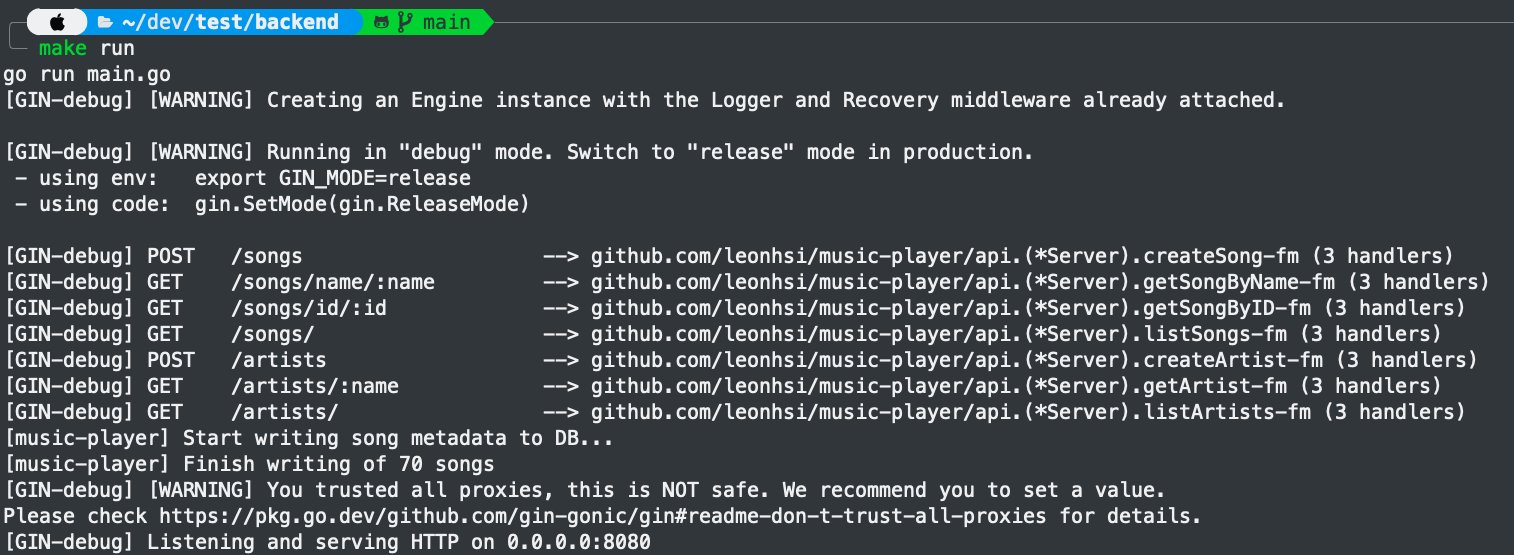 ~/dev/test/backend main
make run
go run main.go
[GIN-debug] [WARNING] Creating an Engine instance with the Logger and Recovery middleware already attached.
[GIN-debug] [WARNING] Running in "debug" mode. Switch to "release" mode in production.
- using env:   export GIN_MODE=release
- using code:  gin.SetMode(gin.ReleaseMode)
[GIN-debug] POST   /songs                    --> github.com/leonhsi/music-player/api.(*Server).createSong-fm (3 handlers)
[GIN-debug] GET    /songs/name/:name         --> github.com/leonhsi/music-player/api.(*Server).getSongByName-fm (3 handlers)
[GIN-debug] GET    /songs/id/:id             --> github.com/leonhsi/music-player/api.(*Server).getSongByID-fm (3 handlers)
[GIN-debug] GET    /songs/                   --> github.com/leonhsi/music-player/api.(*Server).listSongs-fm (3 handlers)
[GIN-debug] POST   /artists                  --> github.com/leonhsi/music-player/api.(*Server).createArtist-fm (3 handlers)
[GIN-debug] GET    /artists/:name            --> github.com/leonhsi/music-player/api.(*Server).getArtist-fm (3 handlers)
[GIN-debug] GET    /artists/                 --> github.com/leonhsi/music-player/api.(*Server).listArtists-fm (3 handlers)
[music-player] Start writing song metadata to DB...
[music-player] Finish writing of 70 songs
[GIN-debug] [WARNING] You trusted all proxies, this is NOT safe. We recommend you to set a value.
Please check https://pkg.go.dev/github.com/gin-gonic/gin#readme-don-t-trust-all-proxies for details.
[GIN-debug] Listening and serving HTTP on 0.0.0.0:8080